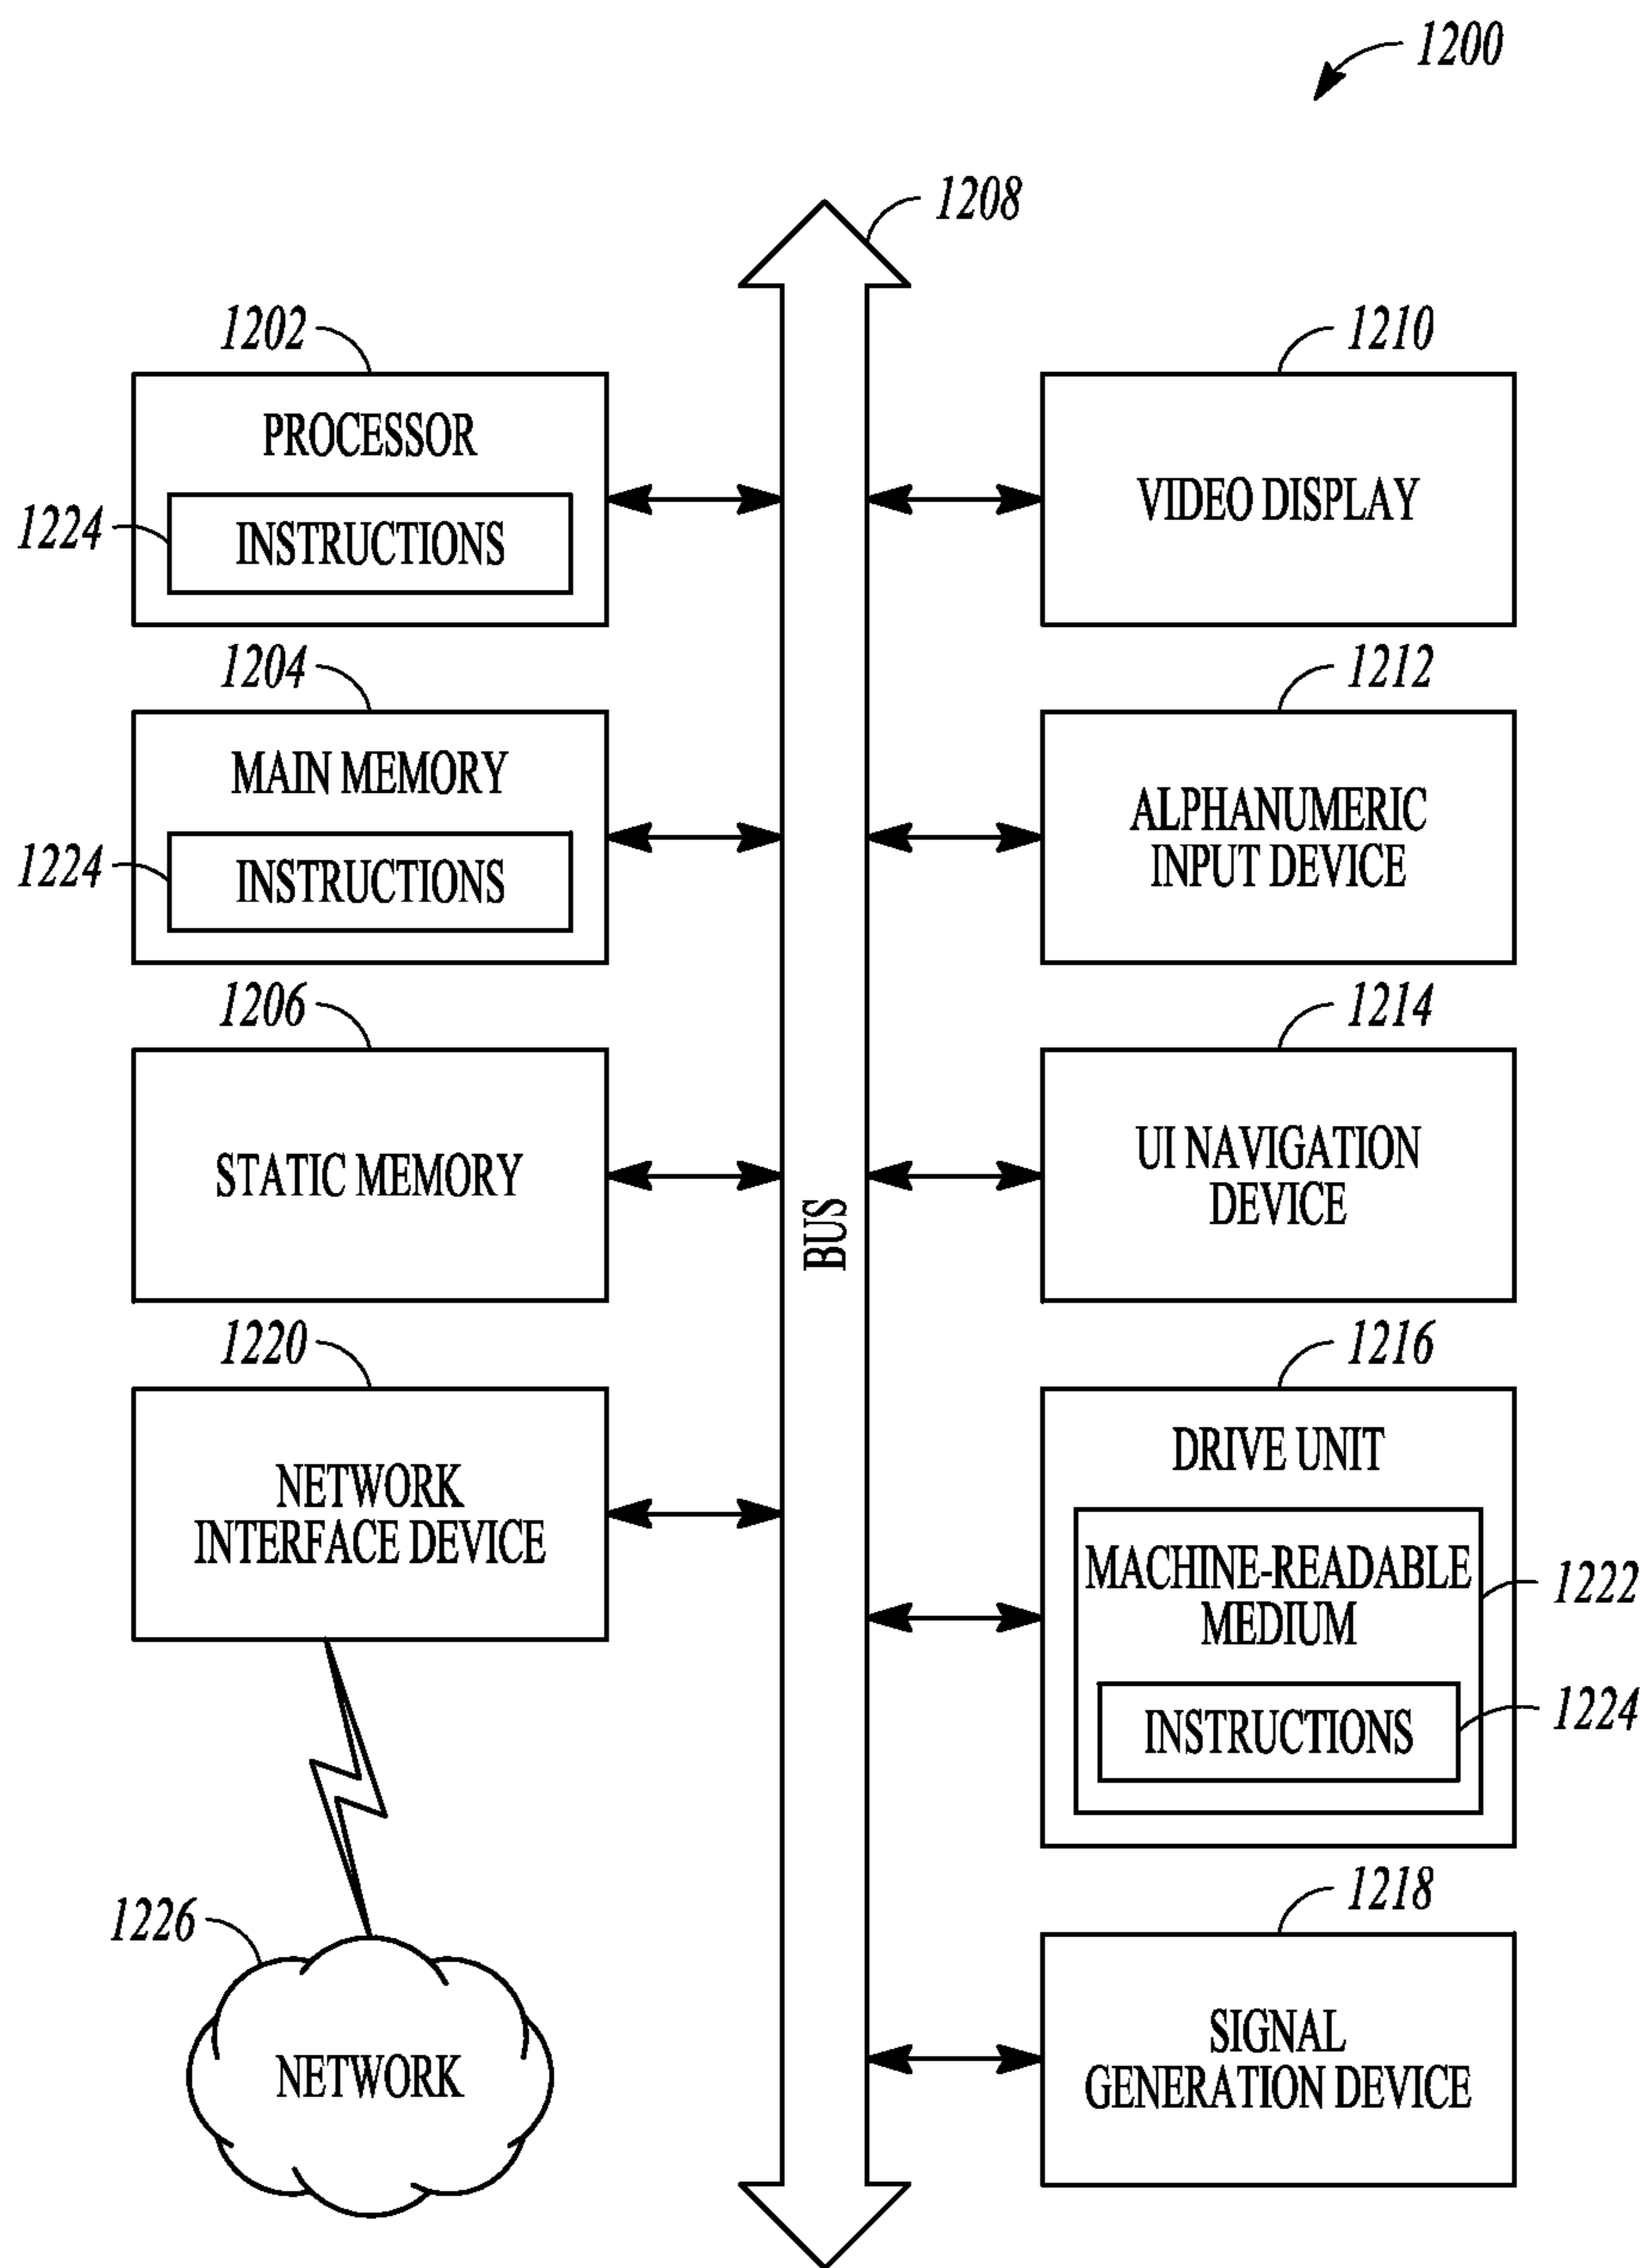 1200
1208
1202
PROCESSOR
1224
INSTRUCTIONS
1204
MAIN MEMORY
1224
INSTRUCTIONS
1206
STATIC MEMORY
1220
NETWORK
INTERFACE DEVICE
1226
NETWORK
BUS
1210
VIDEO DISPLAY
1212
ALPHANUMERIC
INPUT DEVICE
1214
UI NAVIGATION
DEVICE
1216
DRIVE UNIT
MACHINE-READABLE
MEDIUM
1222
INSTRUCTIONS
1224
1218
SIGNAL
GENERATION DEVICE